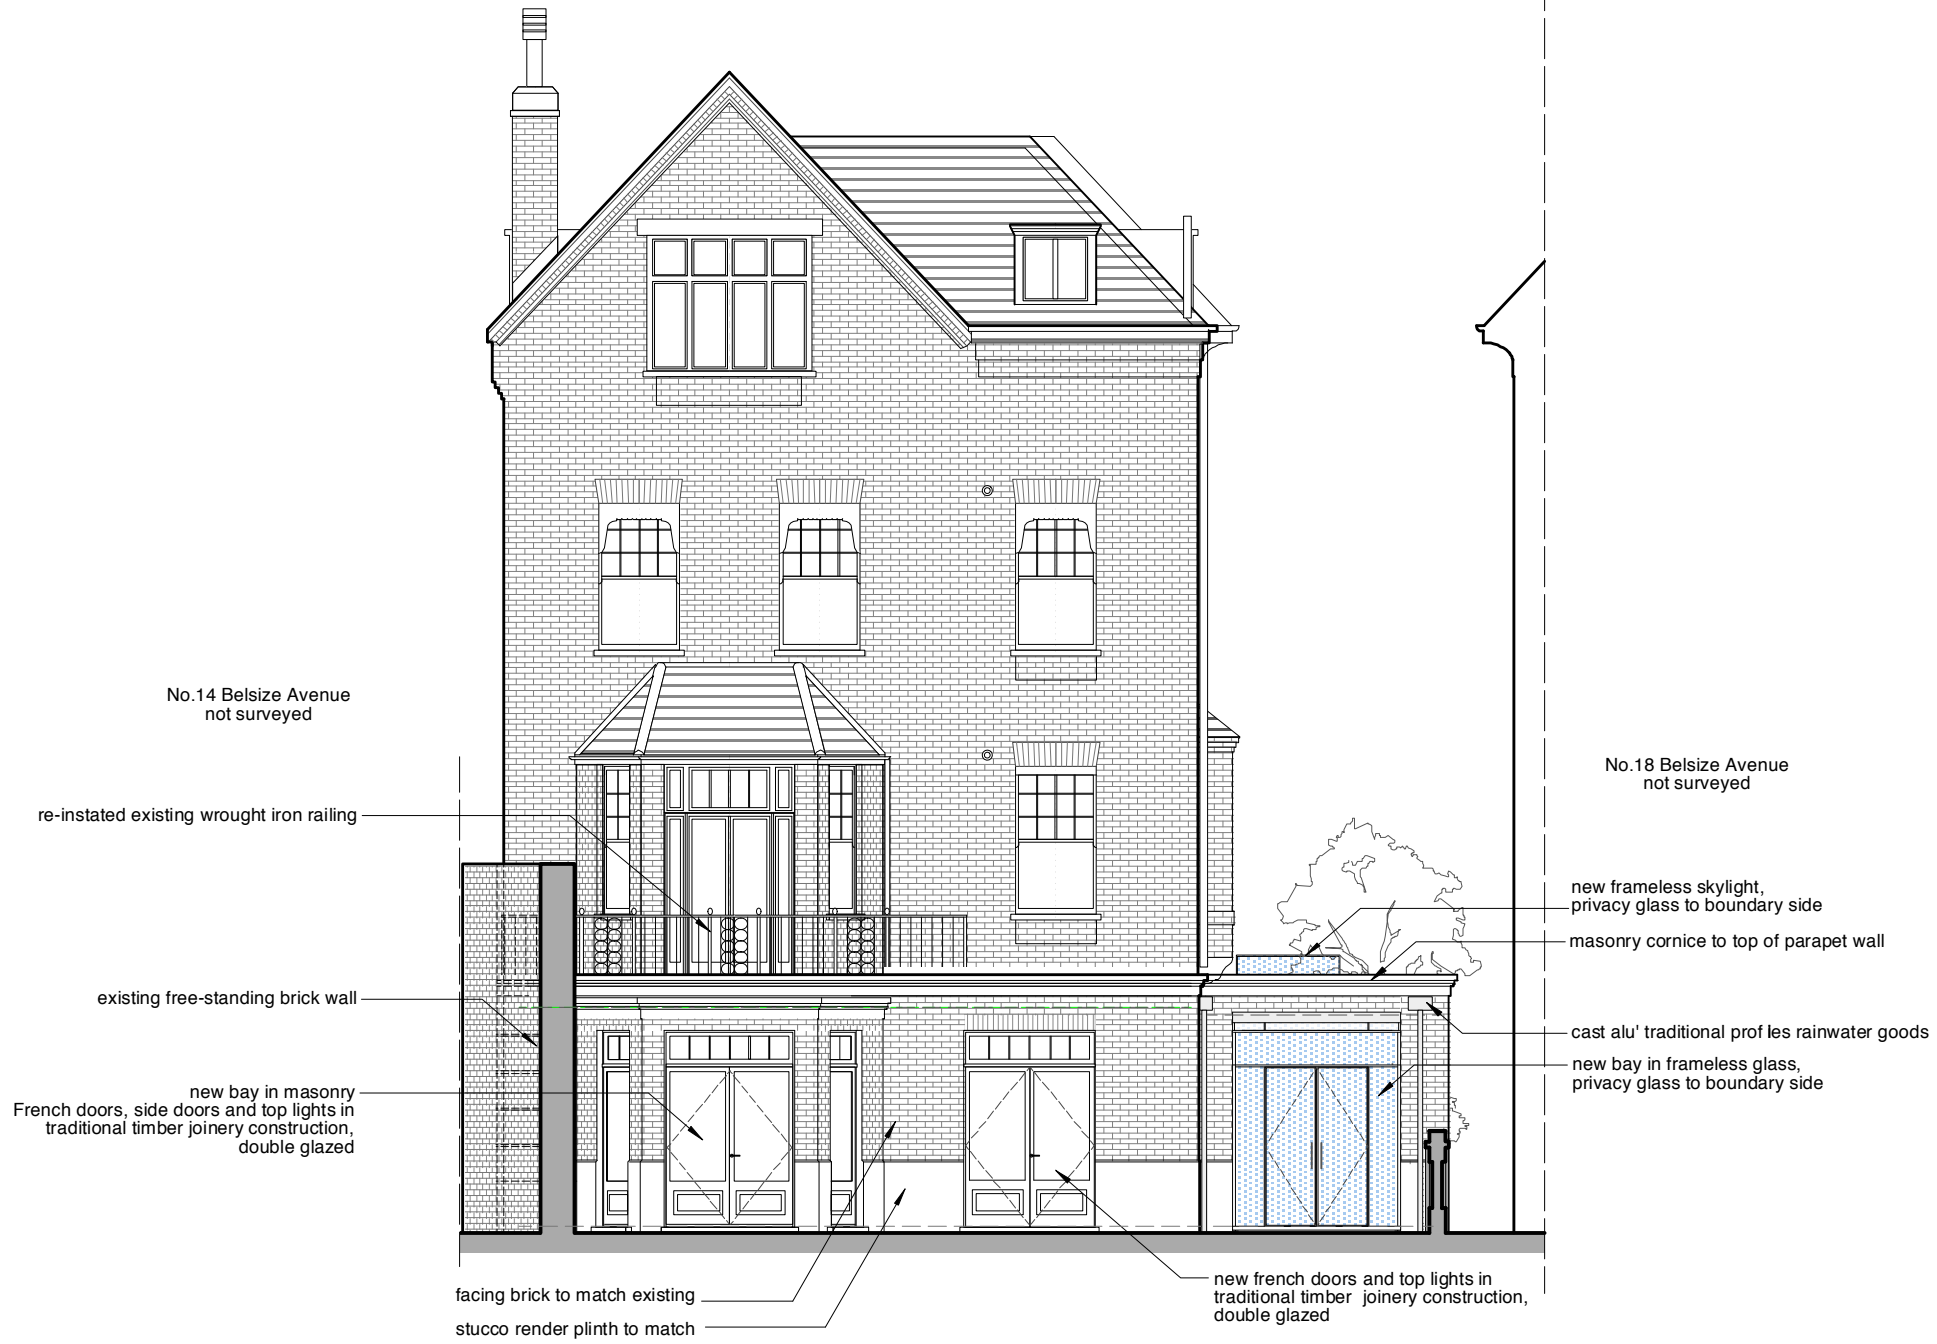 No.14 Belsize Avenue
not surveyed
re-instated existing wrought iron railing
existing free-standing brick wall
new bay in masonry
French doors, side doors and top lights in
traditional timber joinery construction,
double glazed
facing brick to match existing
stucco render plinth to match
No.18 Belsize Avenue
not surveyed
new frameless skylight,
privacy glass to boundary side
masonry cornice to top of parapet wall
cast alu' traditional prof les rainwater goods
new bay in frameless glass,
privacy glass to boundary side
new french doors and top lights in
traditional timber joinery construction,
double glazed